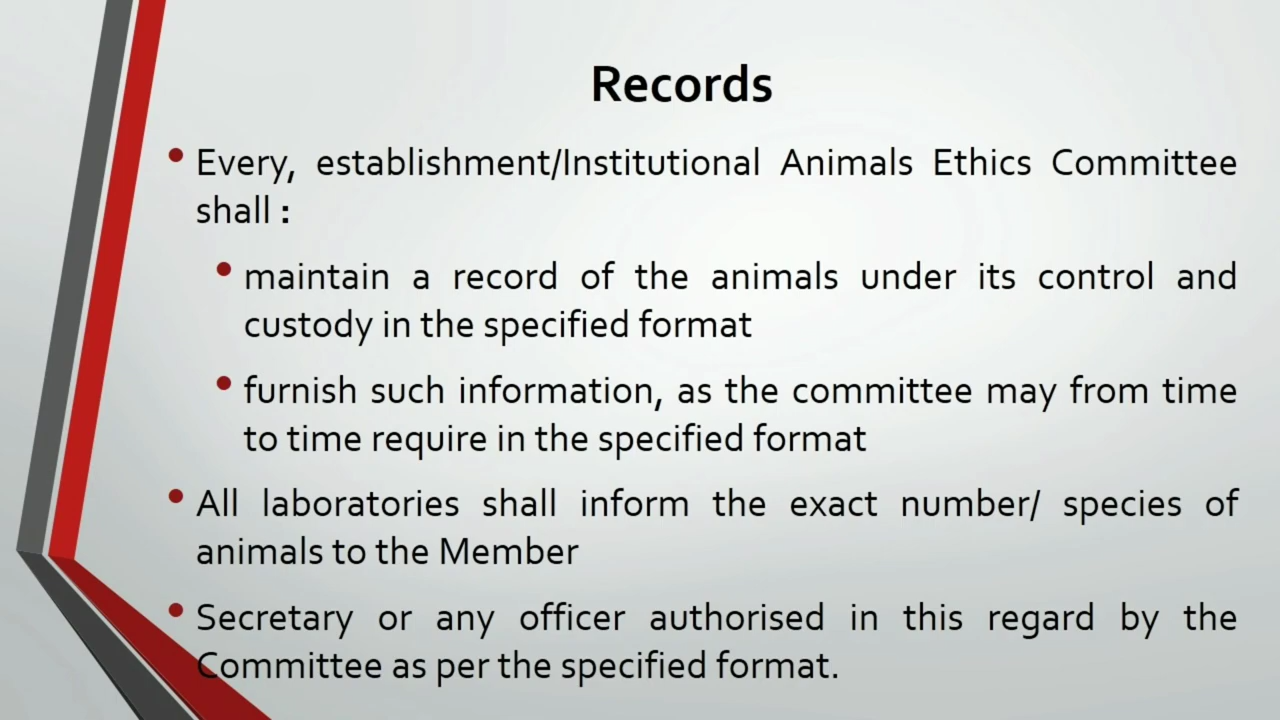 Records
• Every, establishment/Institutional Animals Ethics Committee
shall :
• maintain a record of the animals under its control and
custody in the specified format
• furnish such information, as the committee may from time
to time require in the specified format
• All laboratories shall inform the exact number/ species of
animals to the Member
• Secretary or any officer authorised in this regard by the
Committee as per the specified format.